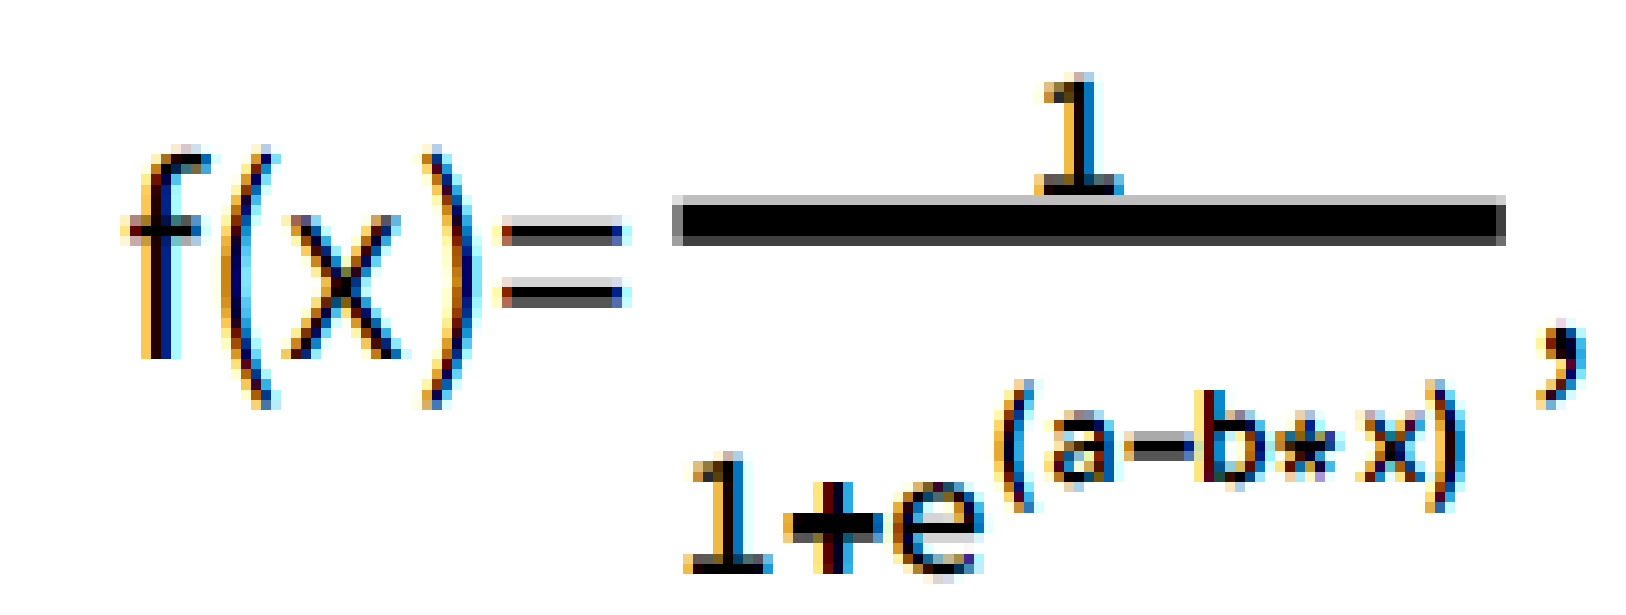 f(x)=
1
1+e^(a-b*x)
,